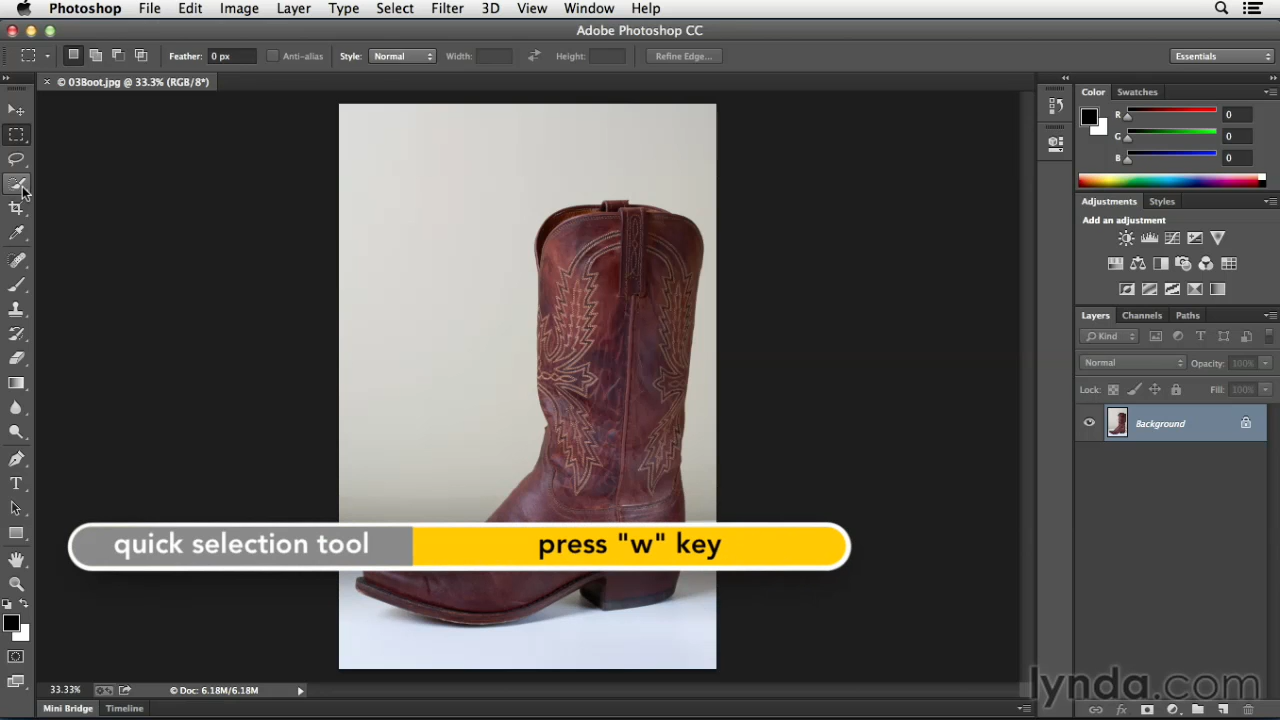 Photoshop File Edit Image Layer Type Select Filter 3D View Window Help
Adobe Photoshop CC
Feather: 0 px Anti-alias Style: Normal Width: Height: Refine Edge... Essentials
× © 03Boot.jpg @ 33.3% (RGB/8*)
Color Swatches
R 0
G 0
B 0
Adjustments Styles
Add an adjustment
Layers Channels Paths
Kind
Normal Opacity: 100%
Lock: Fill: 100%
Background
quick selection tool press "w" key
33.33% © Doc: 6.18M/6.18M
Mini Bridge Timeline
lynda.com